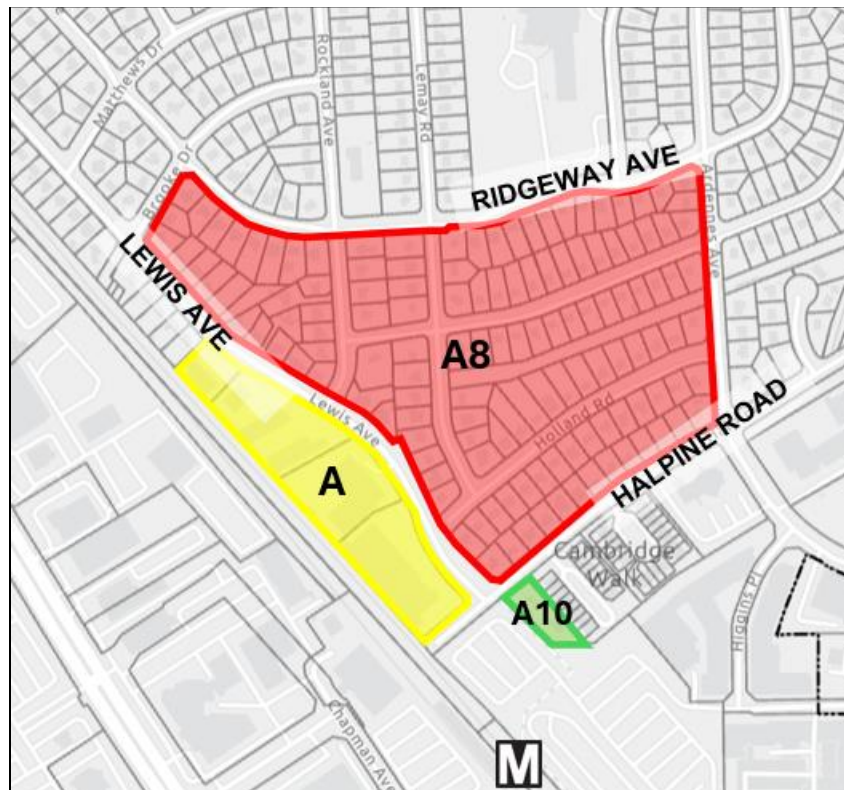 Matthews Dr
Rockland Ave
Lemay Rd
RIDGEWAY AVE
Ardennes Ave
Brooke Dr
LEWIS AVE
A8
Lewis Ave
Holland Rd
HALPINE ROAD
A
Cambridge
Walk
A10
Higgins Pl
Chapman Ave
M